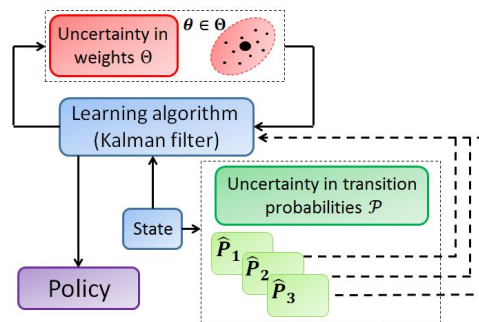 Uncertainty in
weights Θ
θ ∈ Θ
Learning algorithm
(Kalman filter)
Uncertainty in transition
probabilities 𝒫
State
P̂₁
P̂₂
P̂₃
Policy